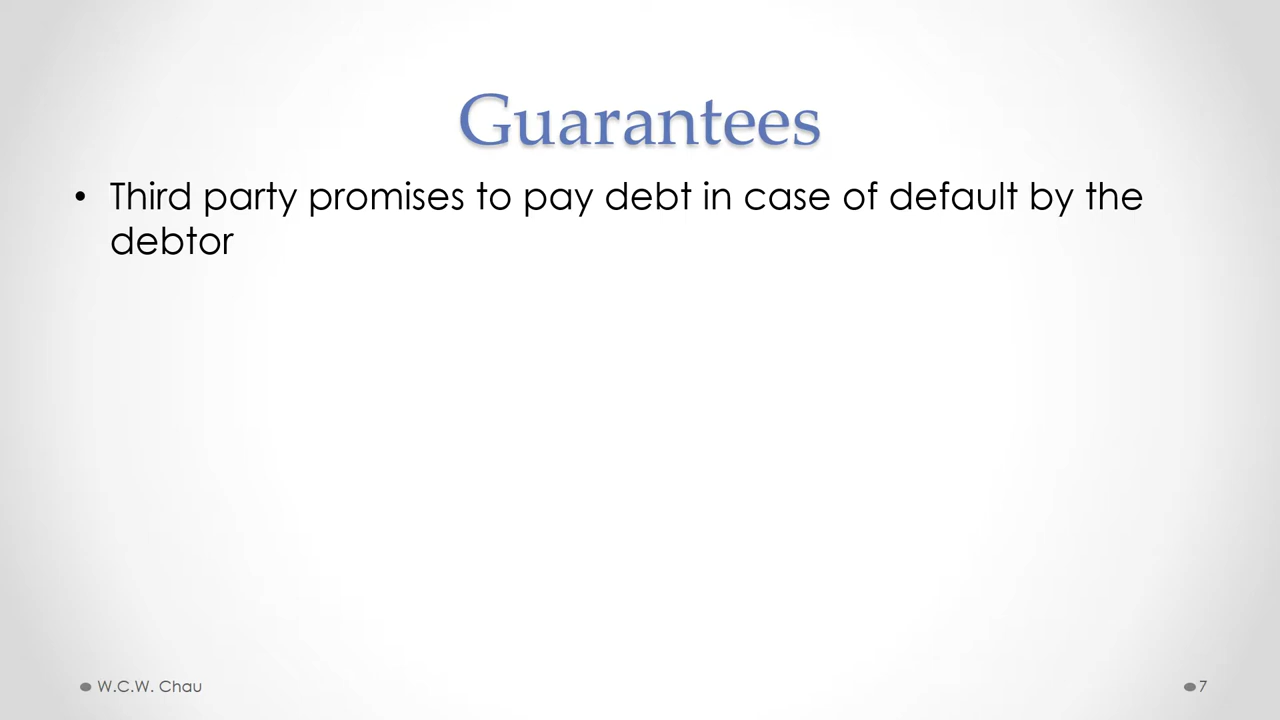 Guarantees
• Third party promises to pay debt in case of default by the
debtor
W.C.W. Chau
7